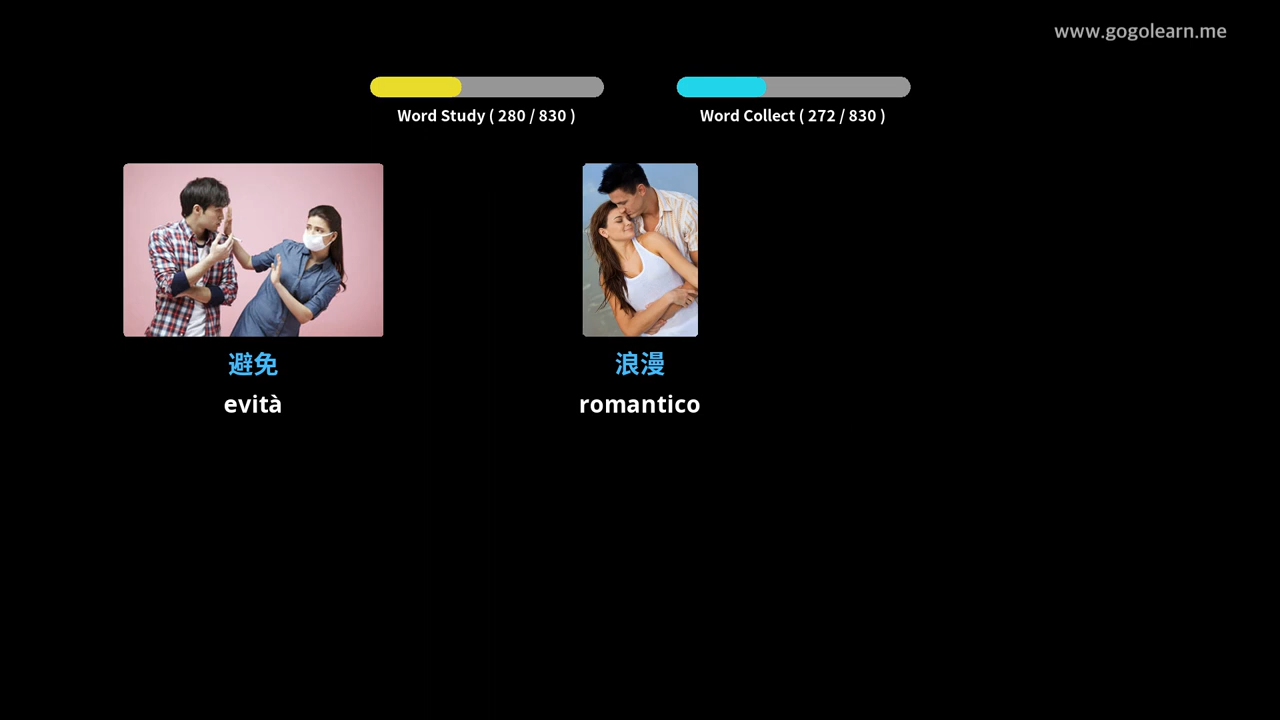 www.gogolearn.me
Word Study ( 280 / 830 )
Word Collect ( 272 / 830 )
避免
浪漫
evità
romantico